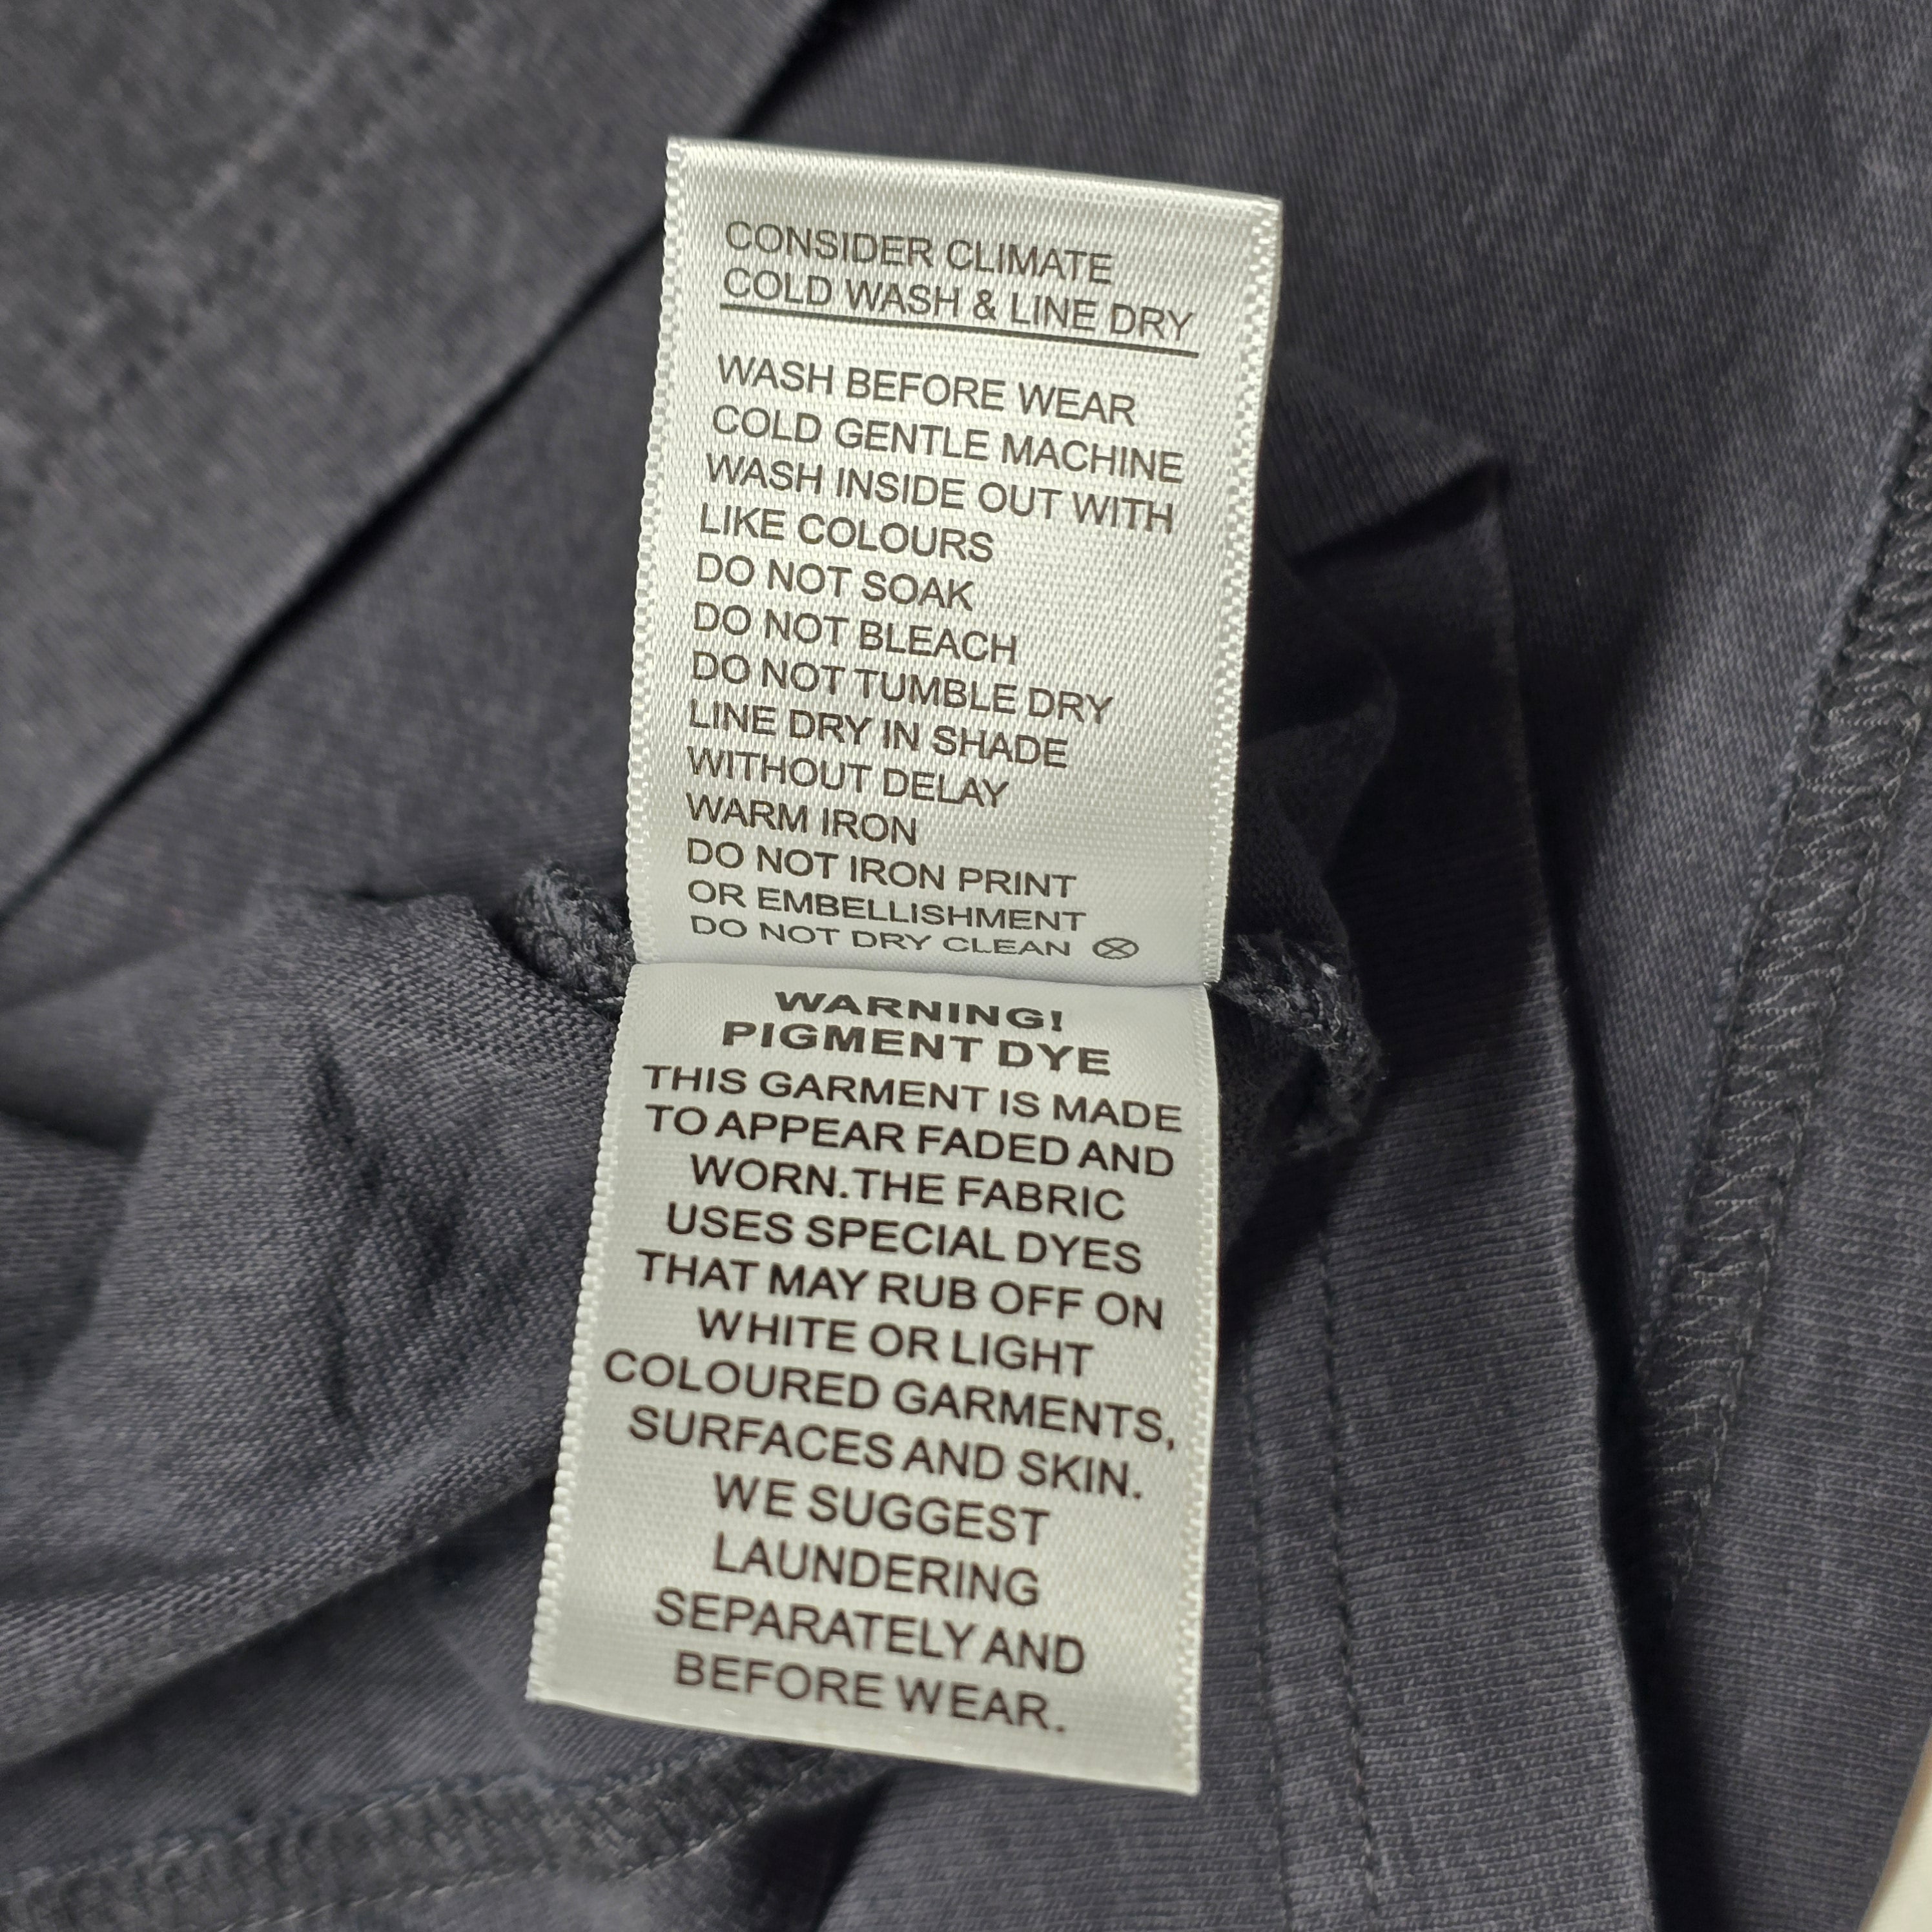 CONSIDER CLIMATE
COLD WASH & LINE DRY
WASH BEFORE WEAR
COLD GENTLE MACHINE
WASH INSIDE OUT WITH
LIKE COLOURS
DO NOT SOAK
DO NOT BLEACH
DO NOT TUMBLE DRY
LINE DRY IN SHADE
WITHOUT DELAY
WARM IRON
DO NOT IRON PRINT
OR EMBELLISHMENT
DO NOT DRY CLEAN
WARNING!
PIGMENT DYE
THIS GARMENT IS MADE
TO APPEAR FADED AND
WORN.THE FABRIC
USES SPECIAL DYES
THAT MAY RUB OFF ON
WHITE OR LIGHT
COLOURED GARMENTS,
SURFACES AND SKIN.
WE SUGGEST
LAUNDERING
SEPARATELY AND
BEFORE WEAR.